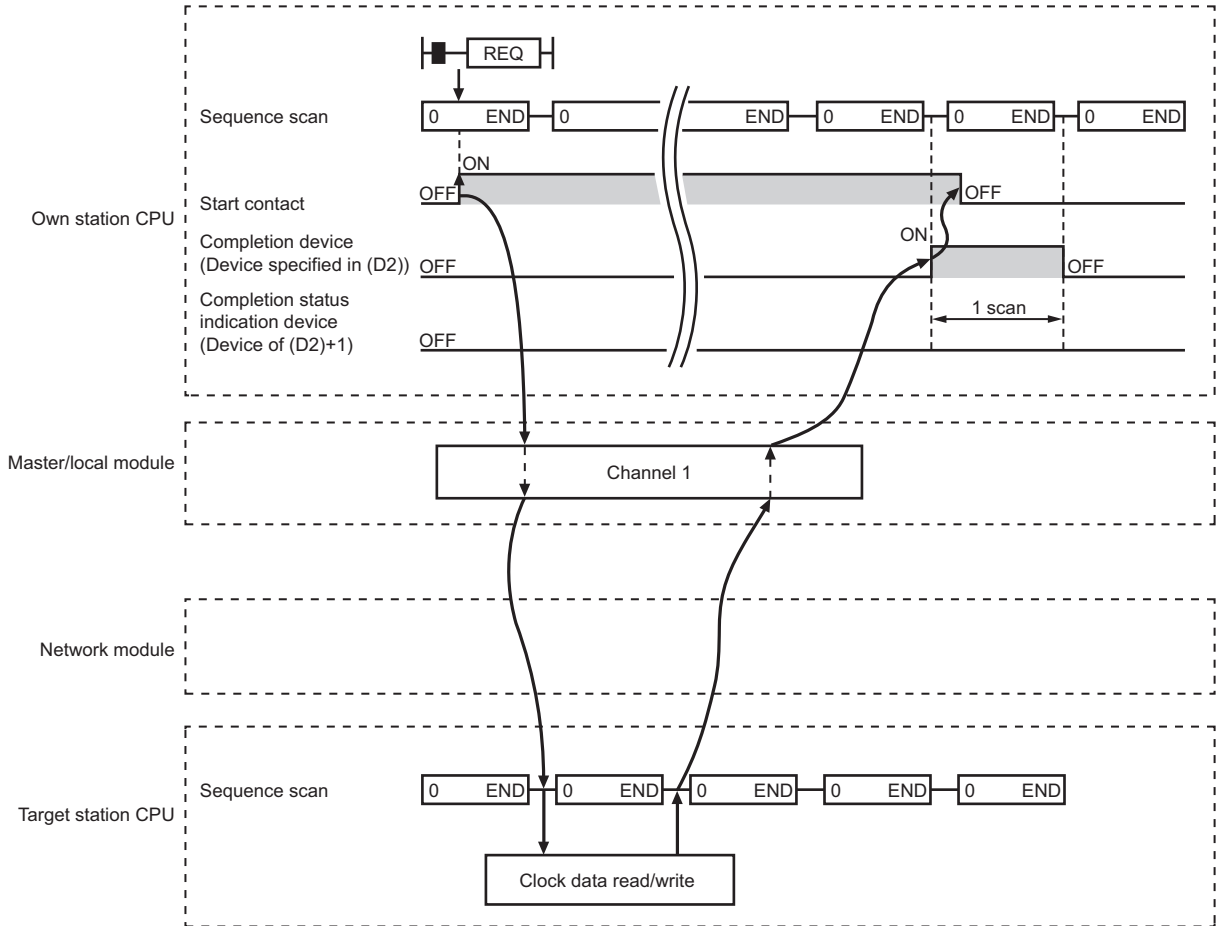 REQ
Sequence scan
0 END 0 END 0 END 0 END 0 END
ON
OFF
OFF
Start contact
Own station CPU
ON
Completion device
(Device specified in (D2))
OFF
OFF
Completion status
indication device
(Device of (D2)+1)
1 scan
OFF
Master/local module
Channel 1
Network module
Sequence scan
0 END 0 END 0 END 0 END 0 END
Target station CPU
Clock data read/write